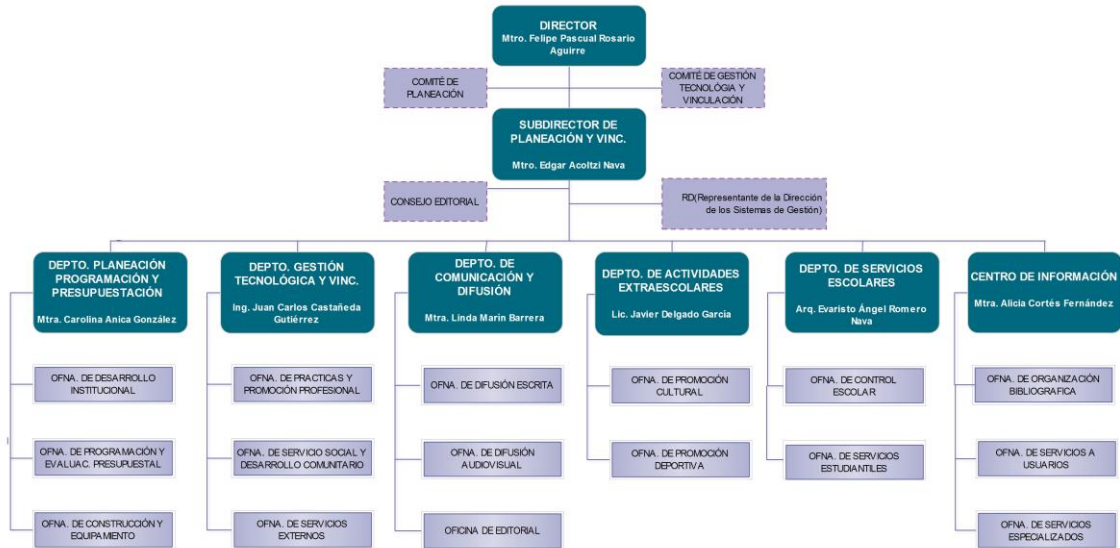 DIRECTOR
Mtro. Felipe Pascual Rosario
Aguirre
COMITÉ DE
PLANEACIÓN
COMITÉ DE GESTIÓN
TECNOLÓGIA Y
VINCULACIÓN
SUBDIRECTOR DE
PLANEACIÓN Y VINC.
Mtro. Edgar Acoltzi Nava
CONSEJO EDITORIAL
RD(Representante de la Dirección
de los Sistemas de Gestión)
DEPTO. PLANEACIÓN
PROGRAMACIÓN Y
PRESUPUESTACIÓN
Mtra. Carolina Anica González
DEPTO. GESTIÓN
TECNOLÓGICA Y VINC.
Ing. Juan Carlos Castañeda
Gutiérrez
DEPTO. DE
COMUNICACIÓN Y
DIFUSIÓN
Mtra. Linda Marin Barrera
DEPTO. DE ACTIVIDADES
EXTRAESCOLARES
Lic. Javier Delgado García
DEPTO. DE SERVICIOS
ESCOLARES
Arq. Evaristo Ángel Romero
Nava
CENTRO DE INFORMACIÓN
Mtra. Alicia Cortés Fernández
OFNA. DE DESARROLLO
INSTITUCIONAL
OFNA. DE PRACTICAS Y
PROMOCIÓN PROFESIONAL
OFNA. DE DIFUSIÓN ESCRITA
OFNA. DE PROMOCIÓN
CULTURAL
OFNA. DE CONTROL
ESCOLAR
OFNA. DE ORGANIZACIÓN
BIBLIOGRAFICA
OFNA. DE PROGRAMACIÓN Y
EVALUAC. PRESUPUESTAL
OFNA. DE SERVICIO SOCIAL Y
DESARROLLO COMUNITARIO
OFNA. DE DIFUSIÓN
AUDIOVISUAL
OFNA. DE PROMOCIÓN
DEPORTIVA
OFNA. DE SERVICIOS
ESTUDIANTILES
OFNA. DE SERVICIOS A
USUARIOS
OFNA. DE CONSTRUCCIÓN Y
EQUIPAMIENTO
OFNA. DE SERVICIOS
EXTERNOS
OFICINA DE EDITORIAL
OFNA. DE SERVICIOS
ESPECIALIZADOS